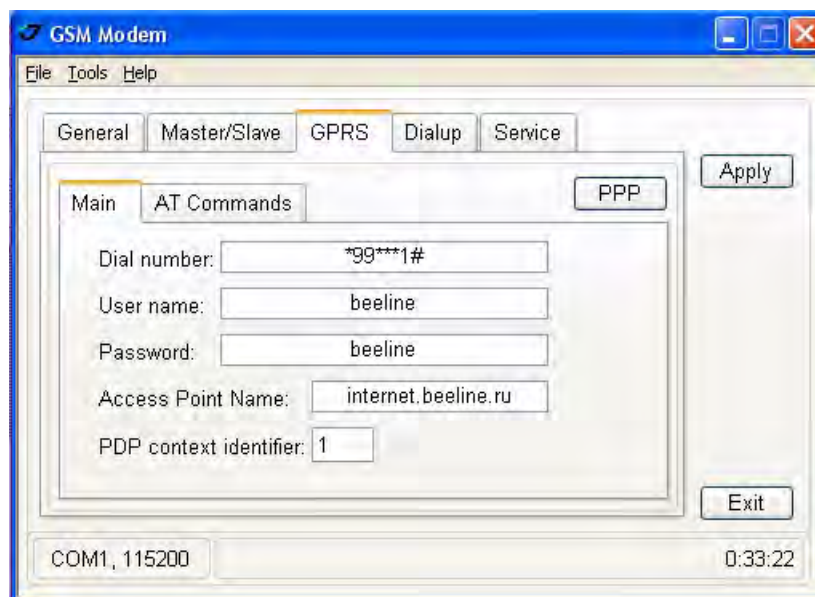 GSM Modem
File Tools Help
General Master/Slave GPRS Dialup Service
Apply
Main AT Commands PPP
Dial number: *99***1#
User name: beeline
Password: beeline
Access Point Name: internet.beeline.ru
PDP context identifier: 1
Exit
COM1, 115200 0:33:22